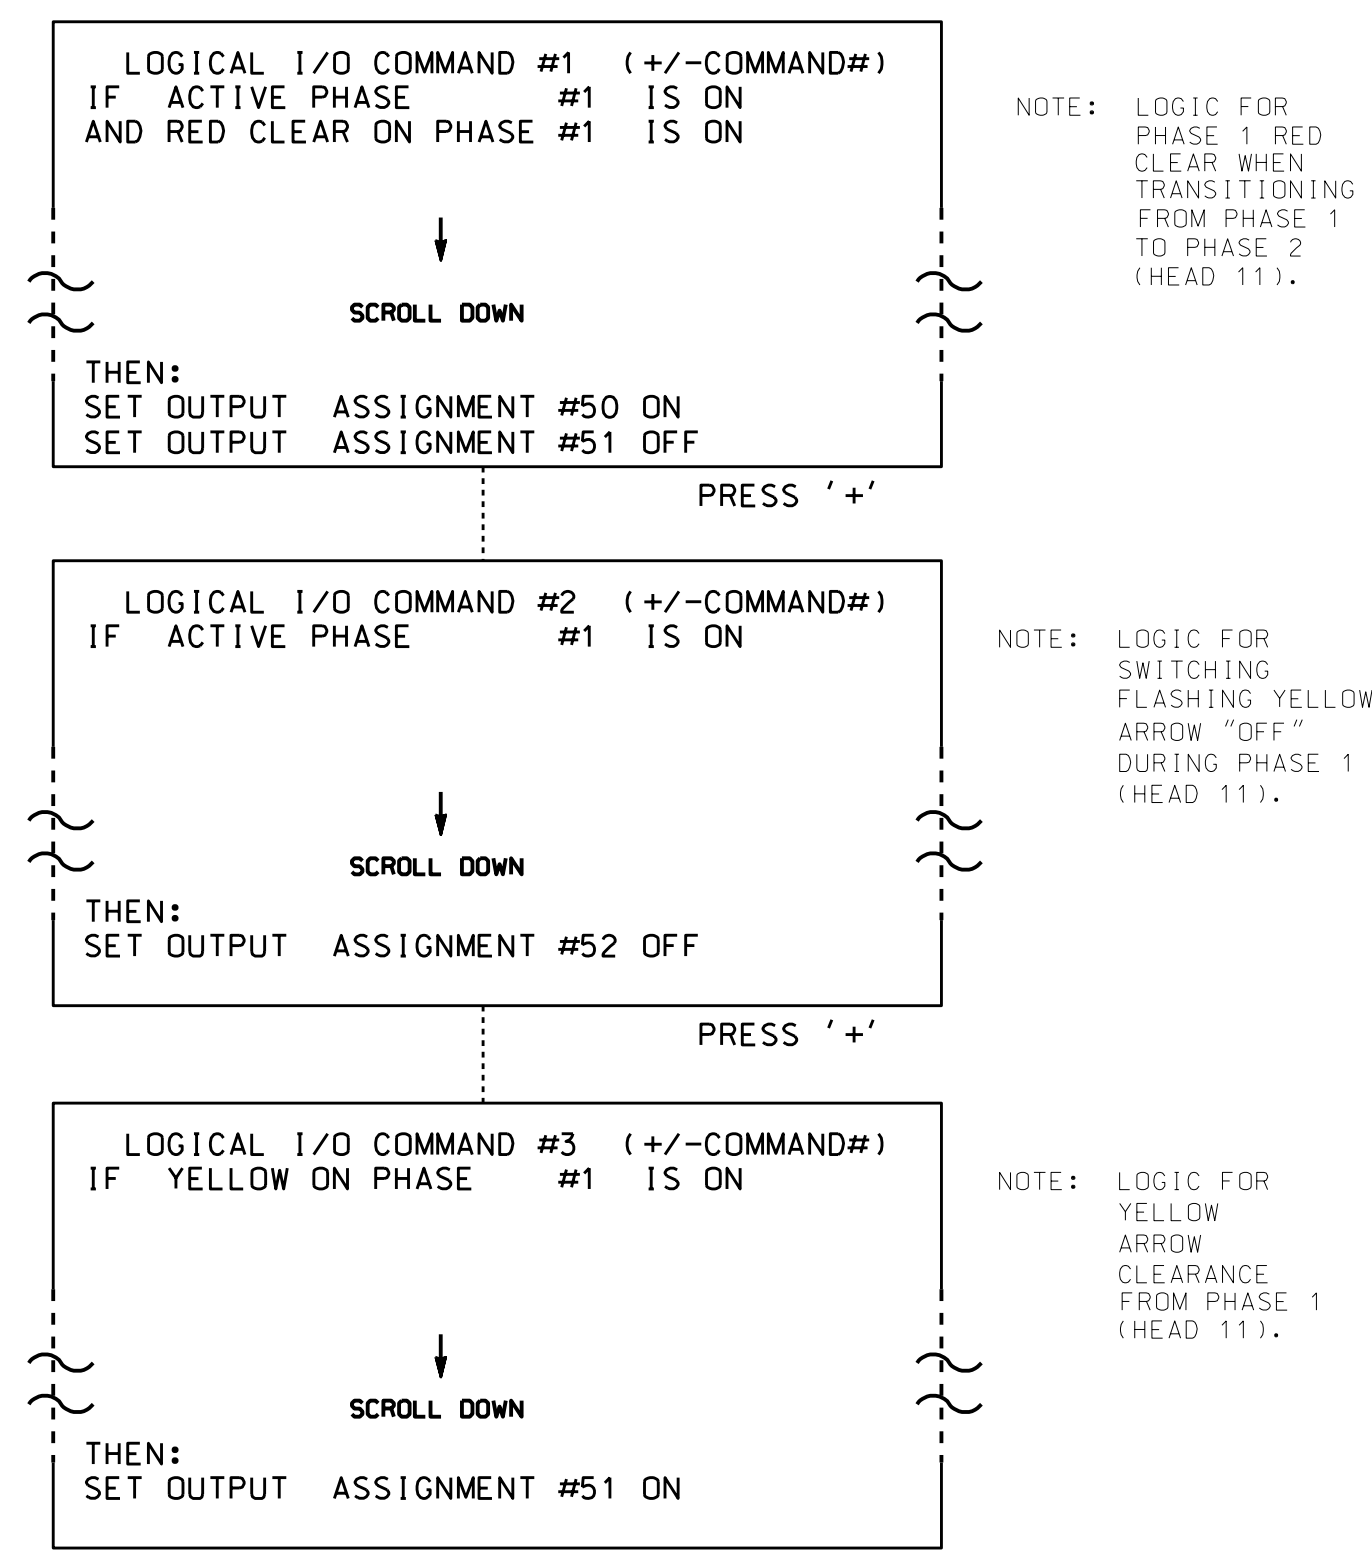 LOGICAL I/O COMMAND #1 (+/-COMMAND#)
IF ACTIVE PHASE #1 IS ON
AND RED CLEAR ON PHASE #1 IS ON
SCROLL DOWN
THEN:
SET OUTPUT ASSIGNMENT #50 ON
SET OUTPUT ASSIGNMENT #51 OFF
NOTE: LOGIC FOR
PHASE 1 RED
CLEAR WHEN
TRANSITIONING
FROM PHASE 1
TO PHASE 2
(HEAD 11).
PRESS '+'
LOGICAL I/O COMMAND #2 (+/-COMMAND#)
IF ACTIVE PHASE #1 IS ON
SCROLL DOWN
THEN:
SET OUTPUT ASSIGNMENT #52 OFF
NOTE: LOGIC FOR
SWITCHING
FLASHING YELLOW
ARROW "OFF"
DURING PHASE 1
(HEAD 11).
PRESS '+'
LOGICAL I/O COMMAND #3 (+/-COMMAND#)
IF YELLOW ON PHASE #1 IS ON
SCROLL DOWN
THEN:
SET OUTPUT ASSIGNMENT #51 ON
NOTE: LOGIC FOR
YELLOW
ARROW
CLEARANCE
FROM PHASE 1
(HEAD 11).